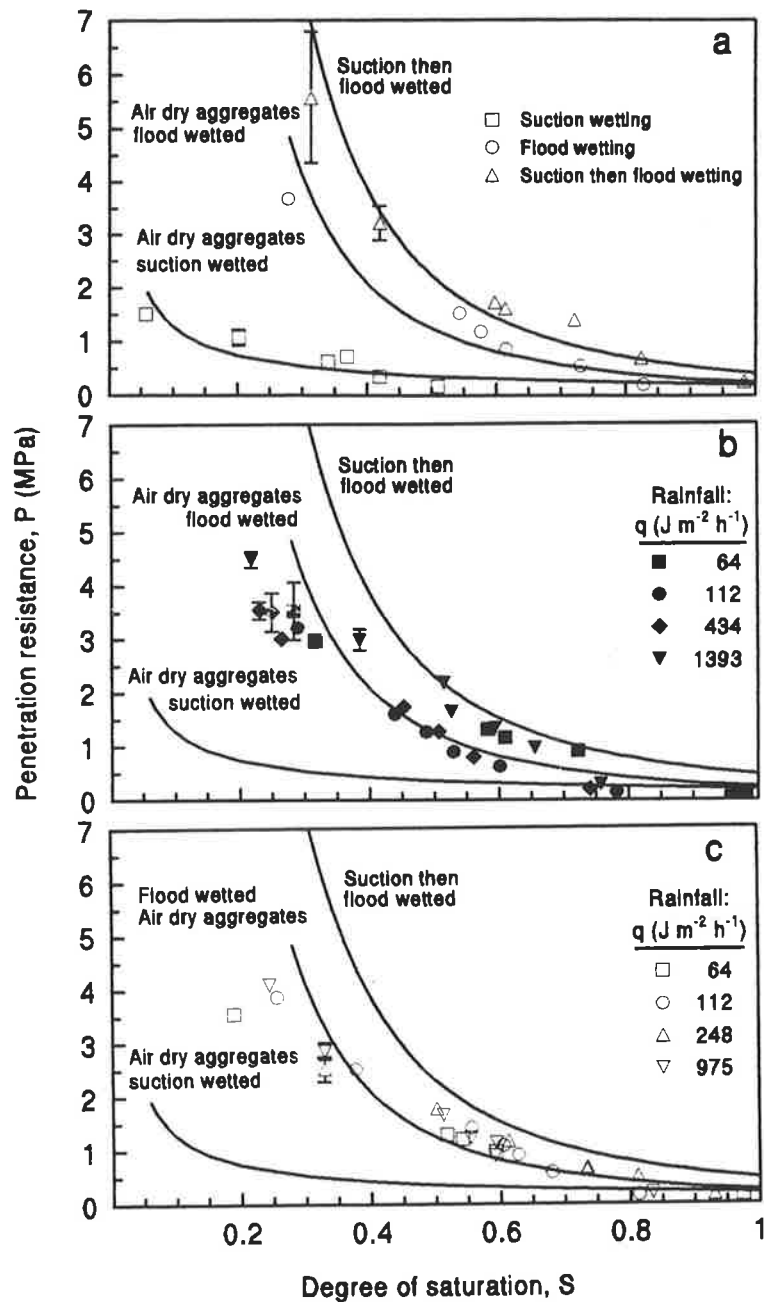 7
6
5
4
3
2
1
0
a
Suction then
flood wetted
Air dry aggregates
flood wetted
Air dry aggregates
suction wetted
Suction wetting
Flood wetting
Suction then flood wetting
Penetration resistance, P (MPa)
7
6
5
4
3
2
1
0
b
Suction then
flood wetted
Air dry aggregates
flood wetted
Air dry aggregates
suction wetted
Rainfall:
q (J m⁻² h⁻¹)
64
112
434
1393
7
6
5
4
3
2
1
0
c
Flood wetted
Air dry aggregates
Suction then
flood wetted
Air dry aggregates
suction wetted
Rainfall:
q (J m⁻² h⁻¹)
64
112
248
975
0.2 0.4 0.6 0.8 1
Degree of saturation, S